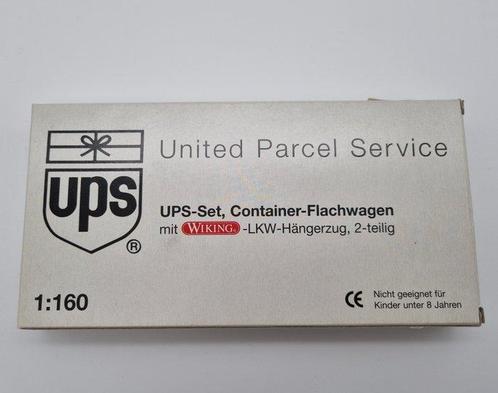 United Parcel Service
ups
®
UPS-Set, Container-Flachwagen
mit WIKING -LKW-Hängerzug, 2-teilig
1:160
CE Nicht geeignet für
Kinder unter 8 Jahren